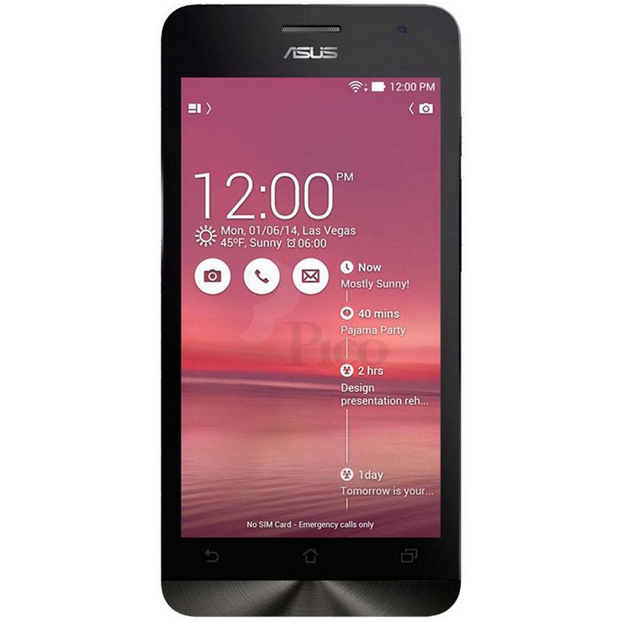 ASUS
12:00 PM
12:00 PM
Mon, 01/06/14, Las Vegas
45ºF, Sunny 06:00
Now
Mostly Sunny!
40 mins
Pajama Party
Pico
2 hrs
Design
presentation reh...
1day
Tomorrow is your...
No SIM Card - Emergency calls only